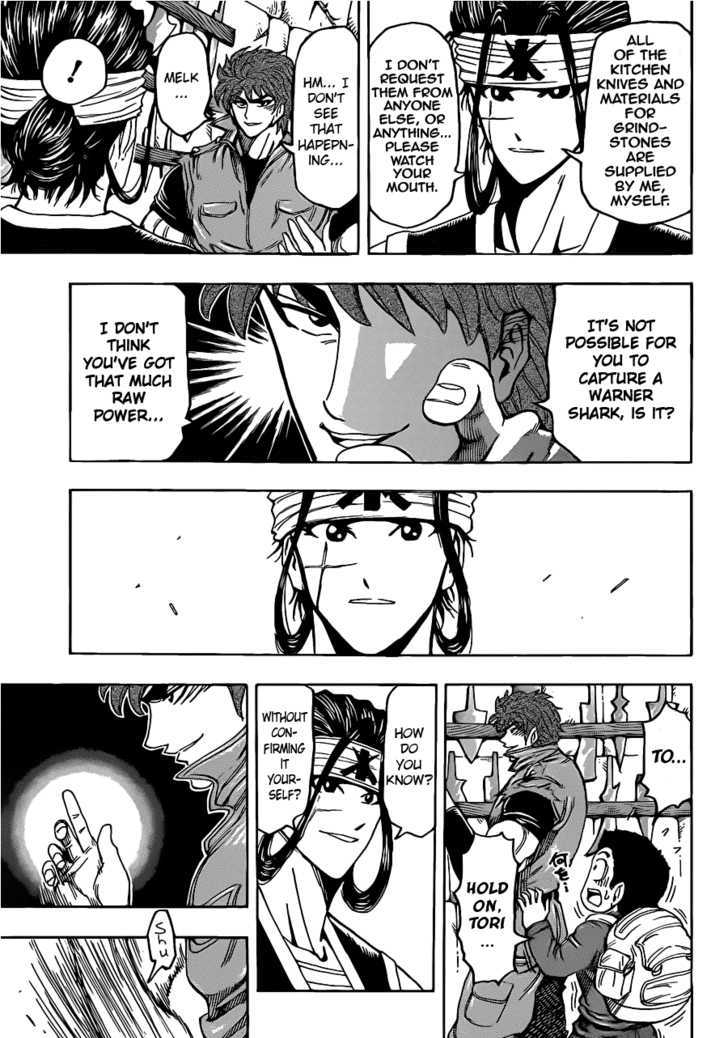 ALL
OF THE
KITCHEN
KNIVES AND
MATERIALS
FOR
GRIND-
STONES
ARE
SUPPLIED
BY ME,
MYSELF.
I DON'T
REQUEST
THEM FROM
ANYONE
ELSE, OR
ANYTHING...
PLEASE
WATCH
YOUR
MOUTH.
HM... I
DON'T
SEE
THAT
HAPEPN-
ING...
MELK
...
!
IT'S NOT
POSSIBLE FOR
YOU TO
CAPTURE A
WARNER
SHARK, IS IT?
I DON'T
THINK
YOU'VE GOT
THAT MUCH
RAW
POWER...
TO...
何を…
HOLD
ON,
TORI
...
HOW
DO
YOU
KNOW?
WITHOUT
CON-
FIRMING
IT
YOUR-
SELF?
Shu